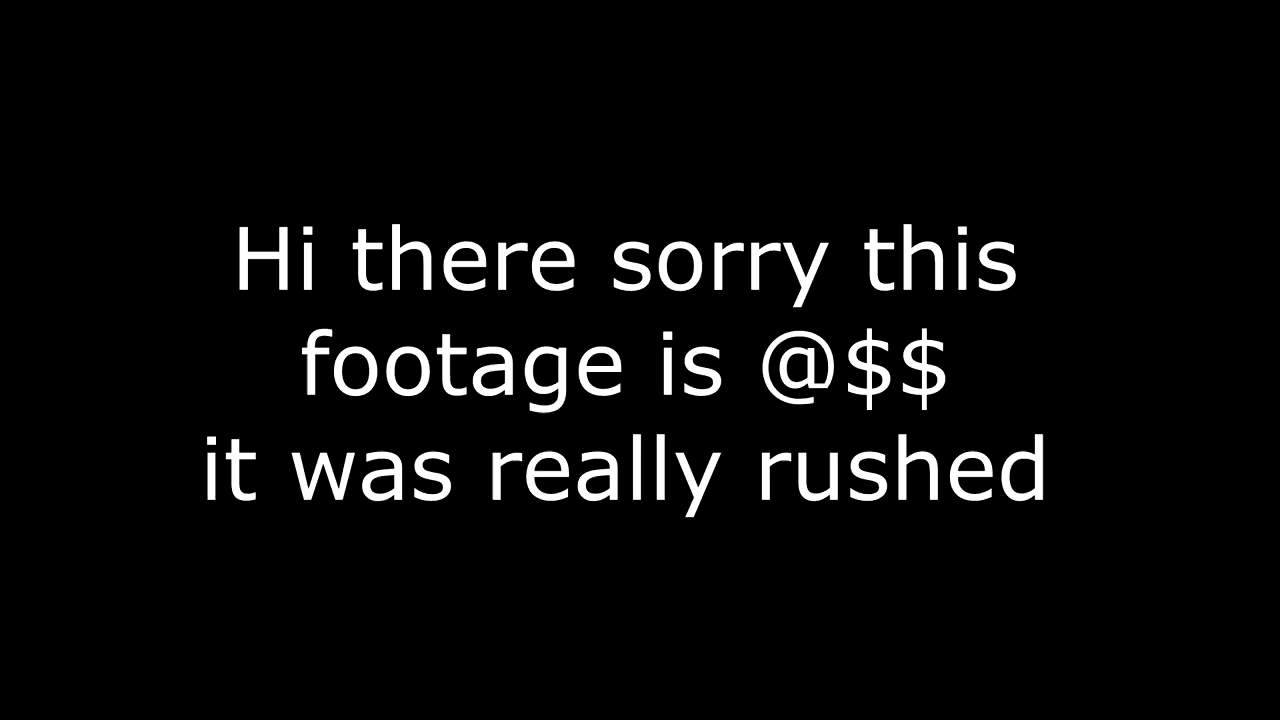 Hi there sorry this
footage is @$$
it was really rushed